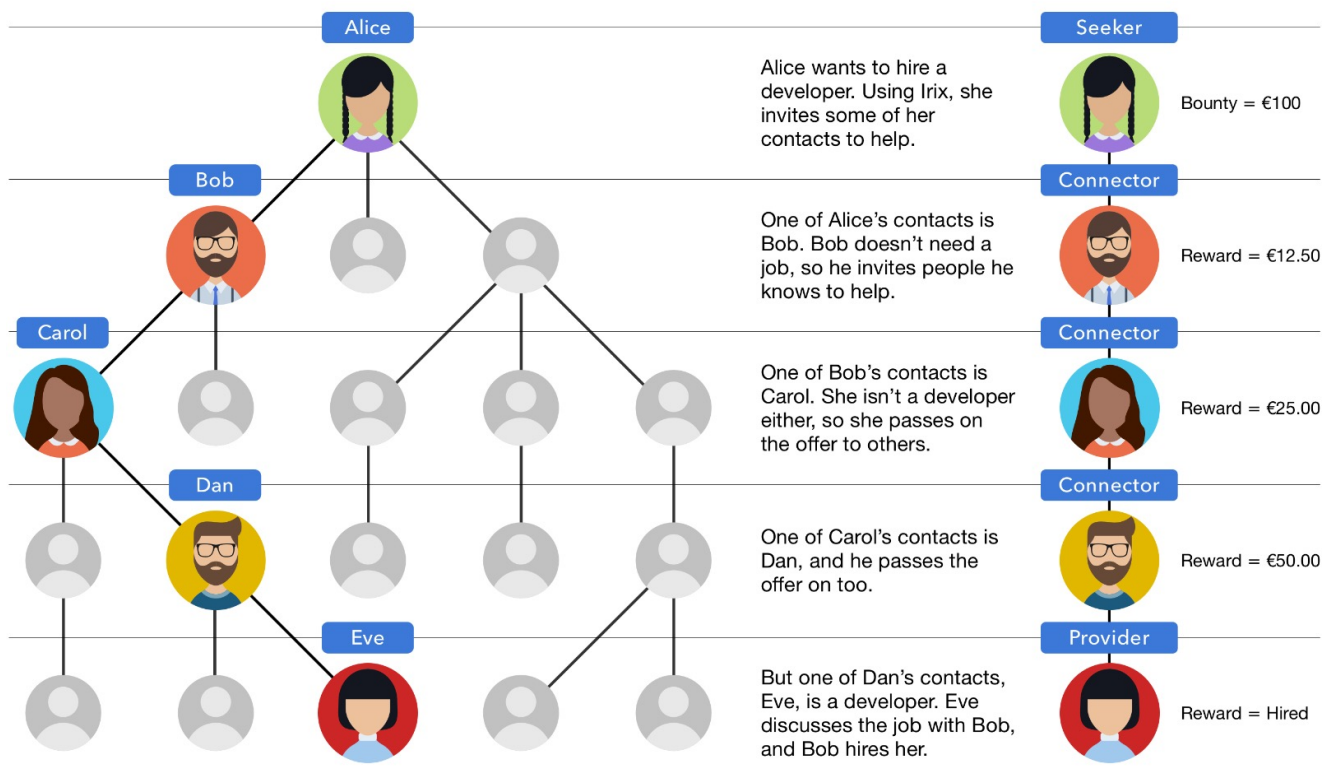 Alice
Seeker
Alice wants to hire a
developer. Using Irix, she
invites some of her
contacts to help.
Bounty = €100
Bob
Connector
One of Alice’s contacts is
Bob. Bob doesn’t need a
job, so he invites people he
knows to help.
Reward = €12.50
Carol
Connector
One of Bob’s contacts is
Carol. She isn’t a developer
either, so she passes on
the offer to others.
Reward = €25.00
Dan
Connector
One of Carol’s contacts is
Dan, and he passes the
offer on too.
Reward = €50.00
Eve
Provider
But one of Dan’s contacts,
Eve, is a developer. Eve
discusses the job with Bob,
and Bob hires her.
Reward = Hired